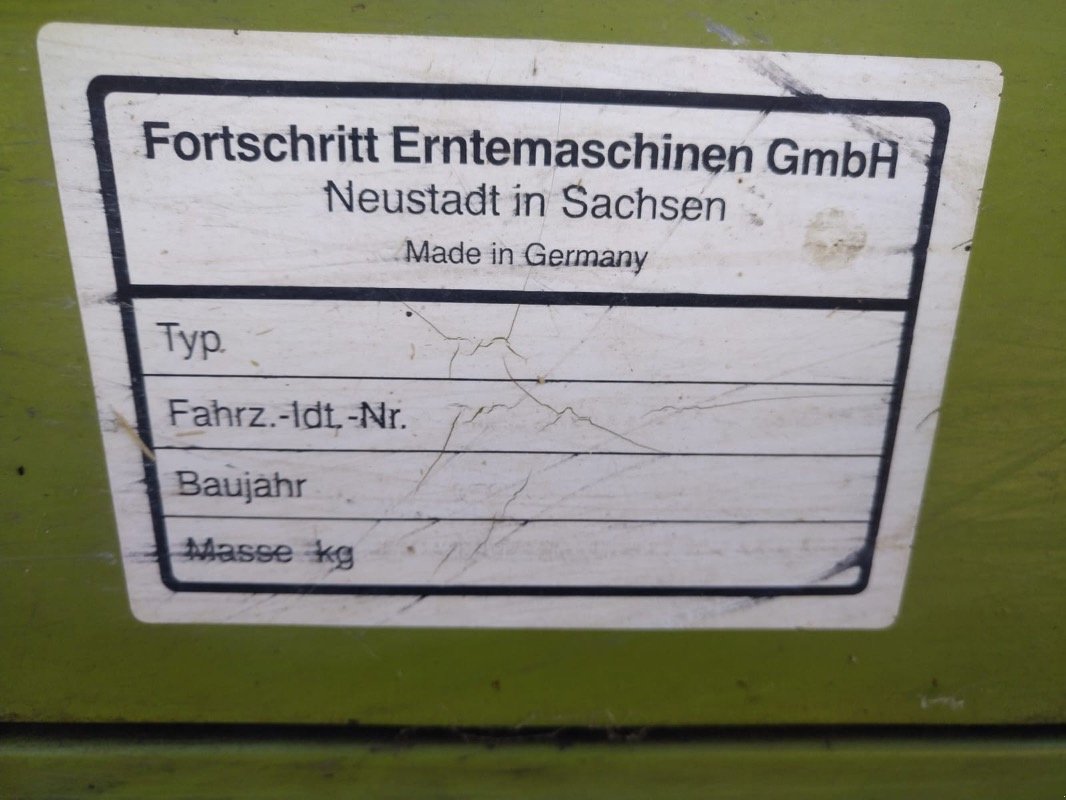 Fortschritt Erntemaschinen GmbH
Neustadt in Sachsen
Made in Germany
Typ
Fahrz.-Idt.-Nr.
Baujahr
Masse kg